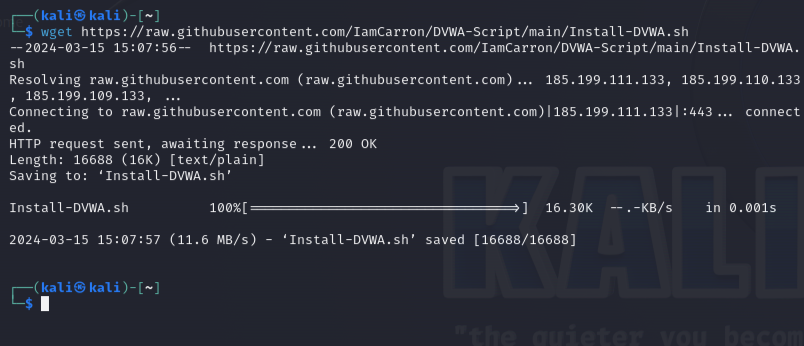 ┌──(kali㉿kali)-[~]
└─$ wget https://raw.githubusercontent.com/IamCarron/DVWA-Script/main/Install-DVWA.sh
--2024-03-15 15:07:56--  https://raw.githubusercontent.com/IamCarron/DVWA-Script/main/Install-DVWA.
sh
Resolving raw.githubusercontent.com (raw.githubusercontent.com)... 185.199.111.133, 185.199.110.133
, 185.199.109.133, ...
Connecting to raw.githubusercontent.com (raw.githubusercontent.com)|185.199.111.133|:443... connect
ed.
HTTP request sent, awaiting response... 200 OK
Length: 16688 (16K) [text/plain]
Saving to: ‘Install-DVWA.sh’
Install-DVWA.sh          100%[=================================>]  16.30K  --.-KB/s    in 0.001s
2024-03-15 15:07:57 (11.6 MB/s) - ‘Install-DVWA.sh’ saved [16688/16688]
┌──(kali㉿kali)-[~]
└─$
KALI
"the quieter you becom